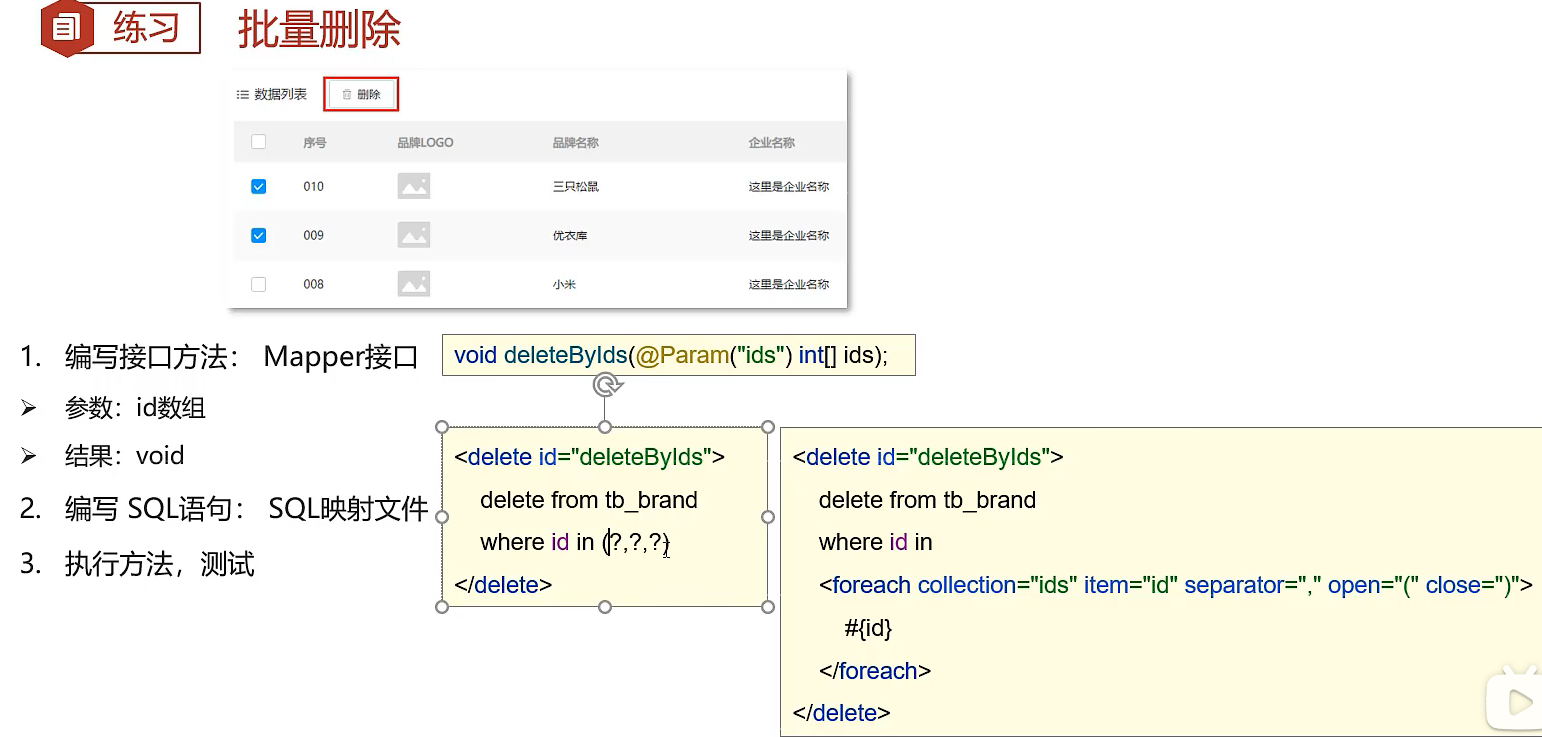 练习
批量删除
数据列表 删除
序号 品牌LOGO 品牌名称 企业名称
010 三只松鼠 这里是企业名称
009 优衣库 这里是企业名称
008 小米 这里是企业名称
1. 编写接口方法： Mapper接口
void deleteByIds(@Param("ids") int[] ids);
➢ 参数：id数组
➢ 结果：void
2. 编写 SQL语句： SQL映射文件
3. 执行方法，测试
<delete id="deleteByIds">
delete from tb_brand
where id in (?,?,?)
</delete>
<delete id="deleteByIds">
delete from tb_brand
where id in
<foreach collection="ids" item="id" separator="," open="(" close=")">
#{id}
</foreach>
</delete>